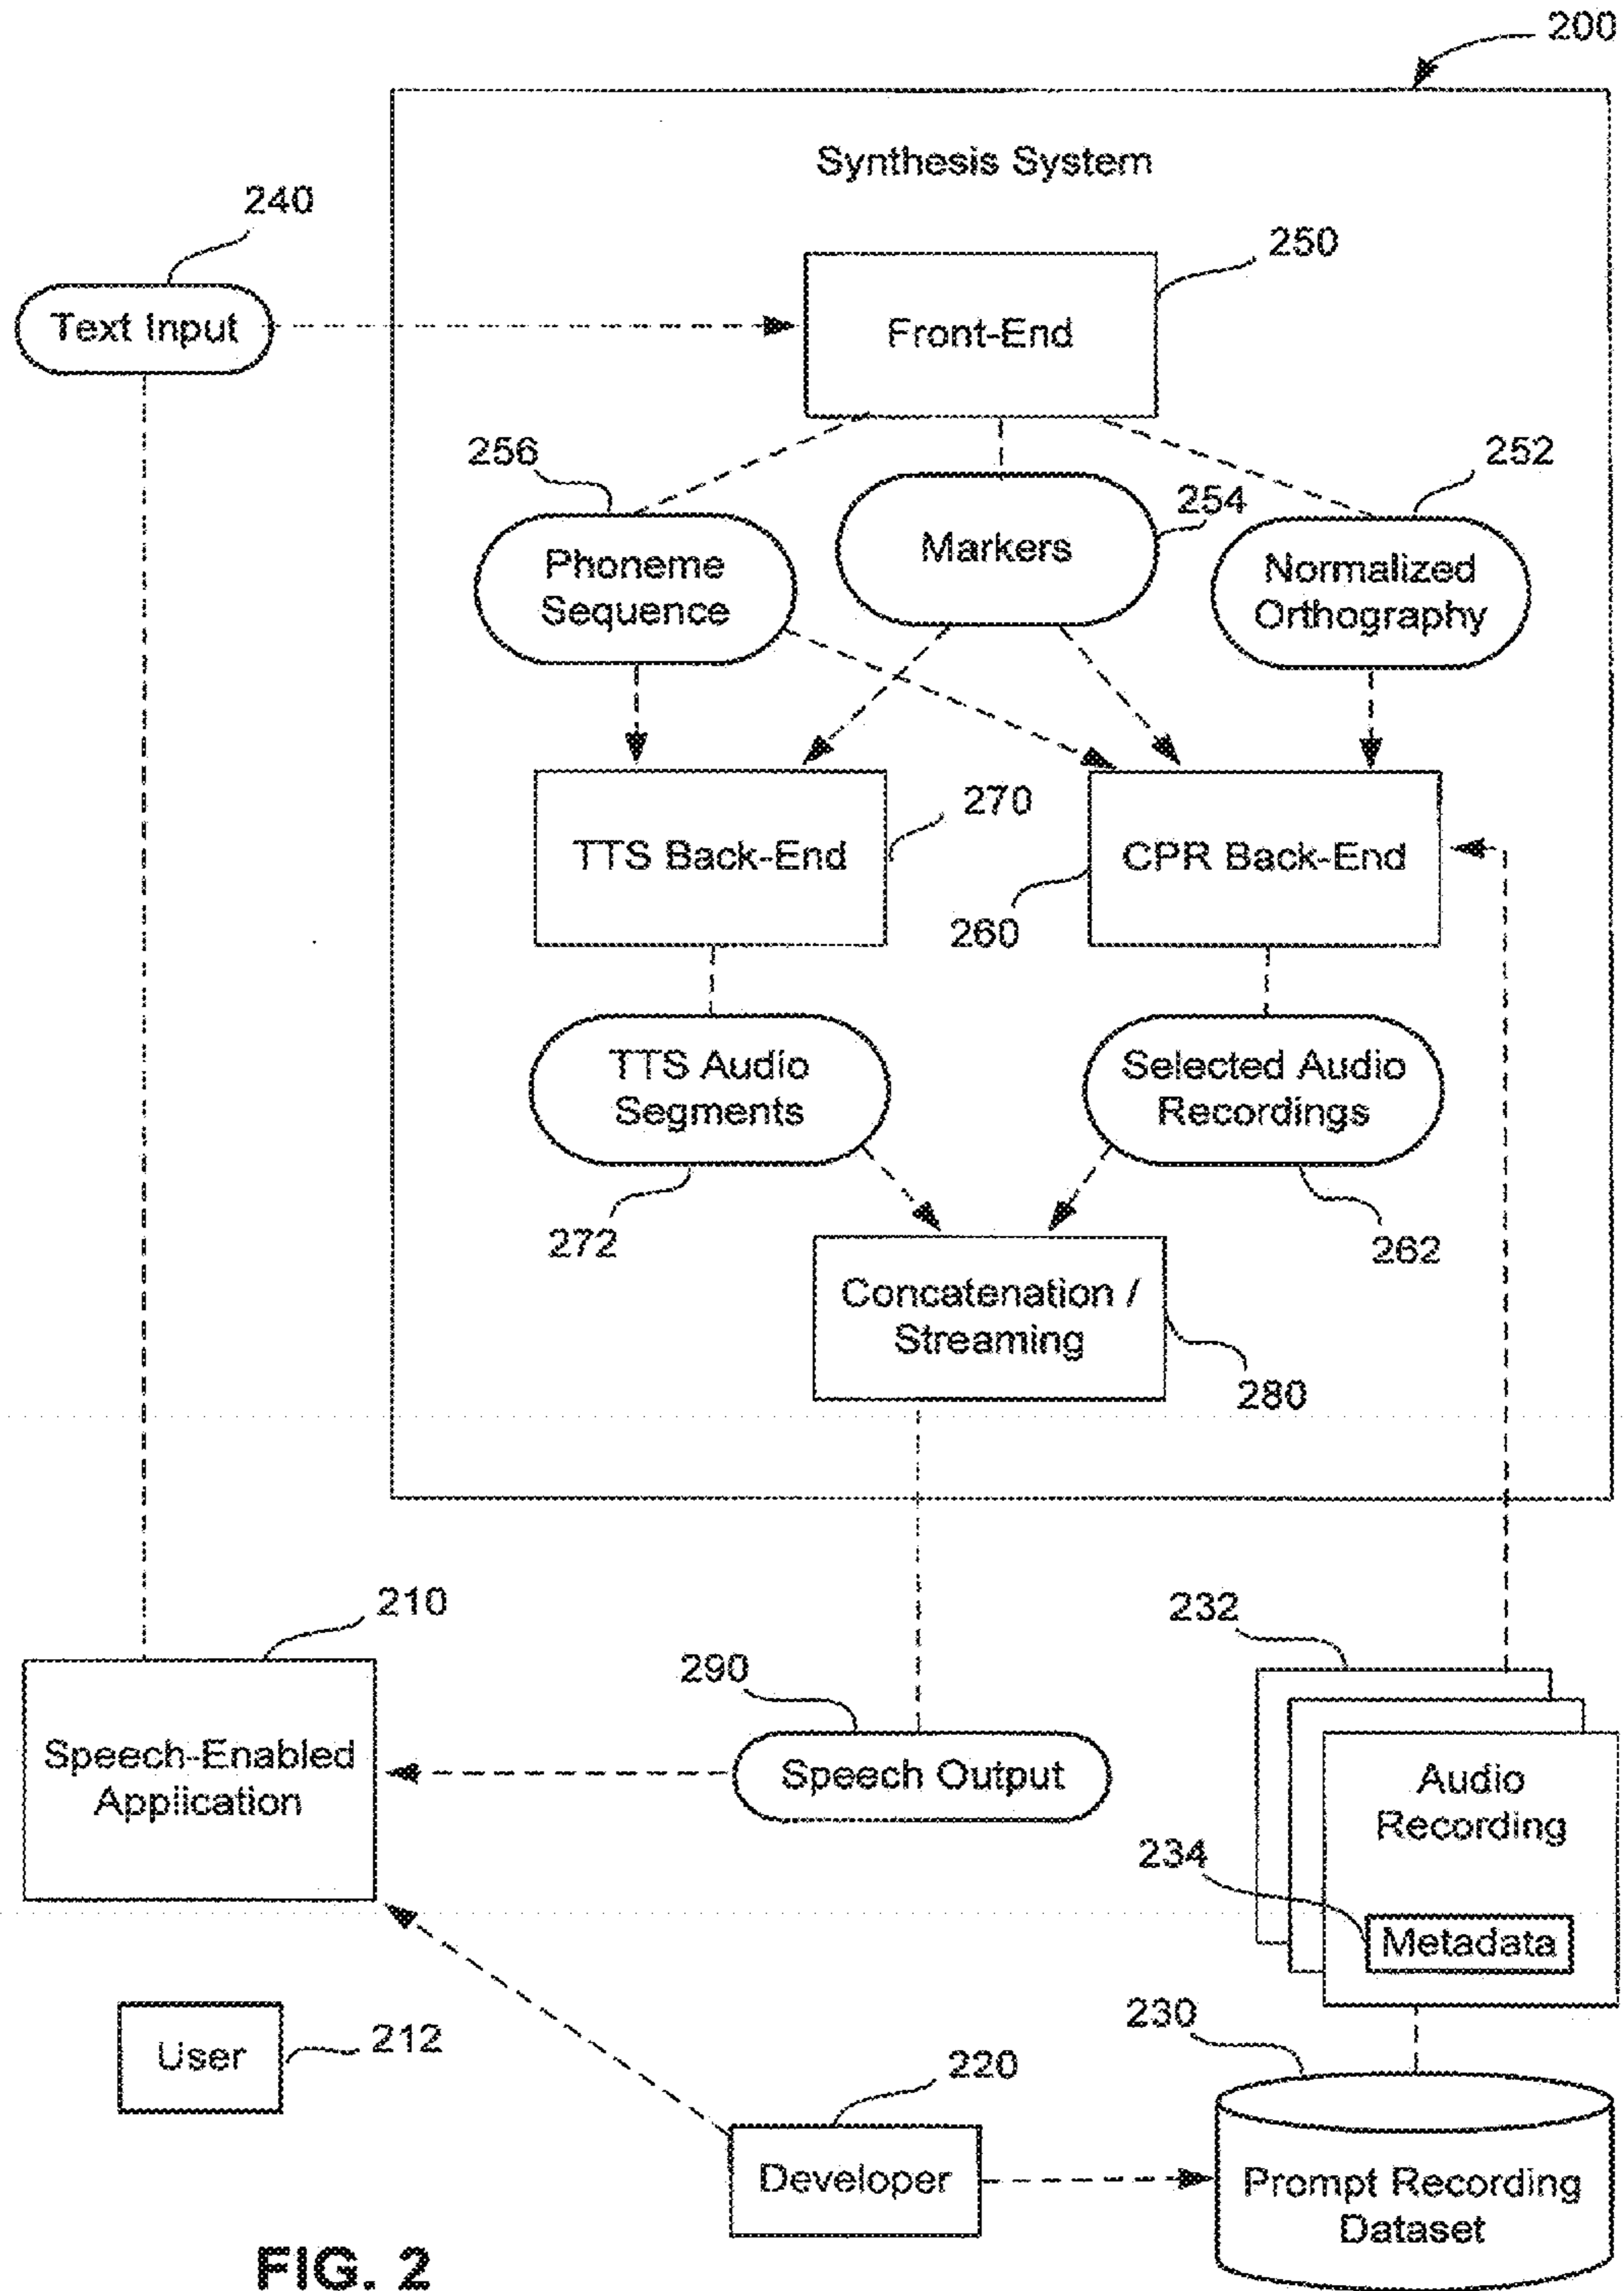 200
Synthesis System
240
250
Text Input
Front-End
256
252
254
Phoneme
Sequence
Markers
Normalized
Orthography
270
TTS Back-End
CPR Back-End
260
TTS Audio
Segments
Selected Audio
Recordings
272
262
Concatenation /
Streaming
280
210
232
290
Speech-Enabled
Application
Speech Output
Audio
Recording
234
Metadata
230
User
212
220
Developer
Prompt Recording
Dataset
FIG. 2